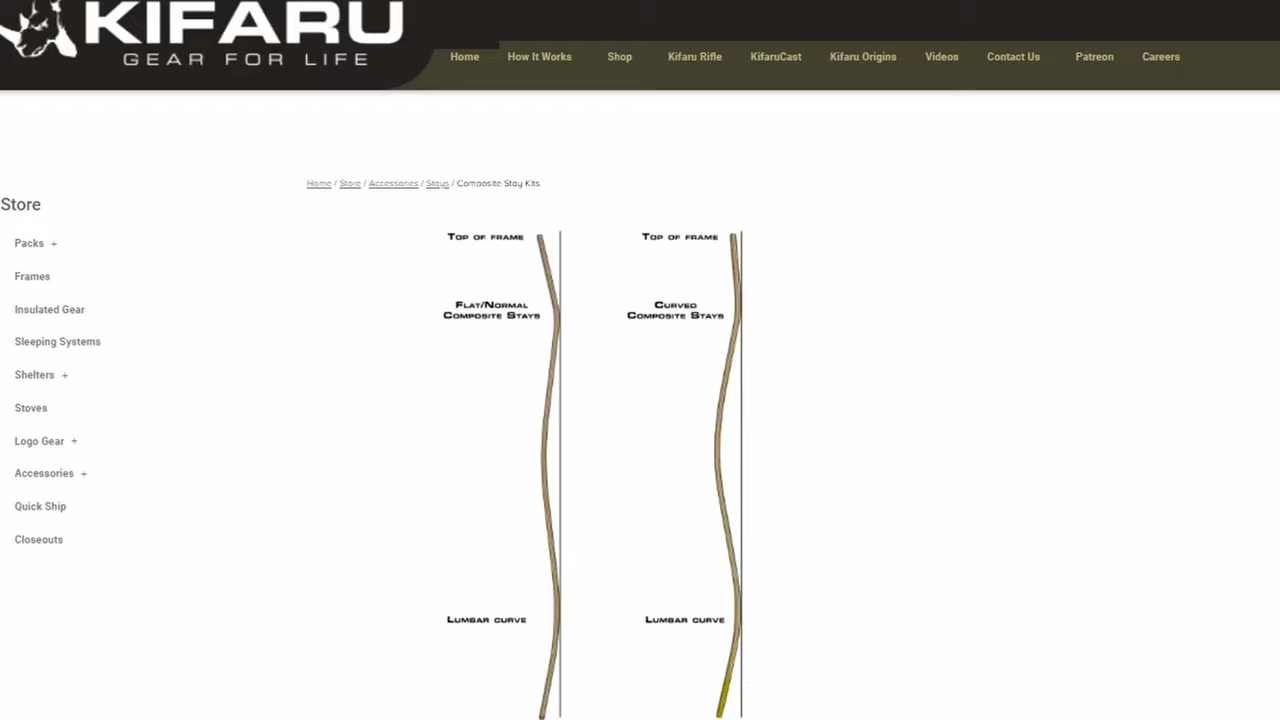 KIFARU
GEAR FOR LIFE
Home How It Works Shop Kifaru Rifle KifaruCast Kifaru Origins Videos Contact Us Patreon Careers
Home / Store / Accessories / Stays / Composite Stay Kits
Store
Packs +
Frames
Insulated Gear
Sleeping Systems
Shelters +
Stoves
Logo Gear +
Accessories +
Quick Ship
Closeouts
Top of frame
Flat/Normal
Composite Stays
Lumbar curve
Top of frame
Curved
Composite Stays
Lumbar curve